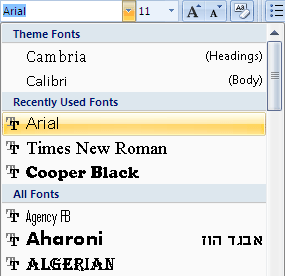 Arial 11
Theme Fonts
Cambria (Headings)
Calibri (Body)
Recently Used Fonts
Arial
Times New Roman
Cooper Black
All Fonts
Agency FB
Aharoni אבגד הוז
ALGERIAN